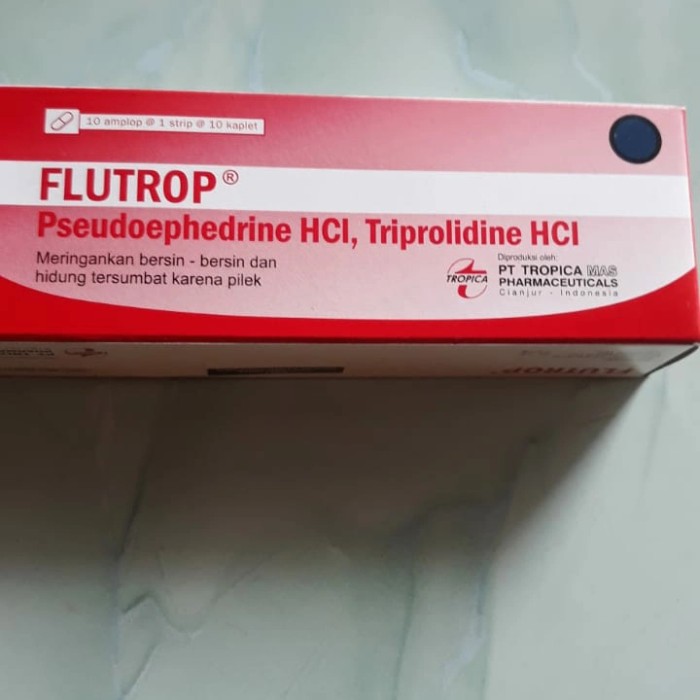 10 amplop @ 1 strip @ 10 kaplet
FLUTROP®
Pseudoephedrine HCl, Triprolidine HCl
Meringankan bersin - bersin dan
hidung tersumbat karena pilek
TROPICA
Diproduksi oleh:
PT TROPICA MAS
PHARMACEUTICALS
Cianjur - Indonesia
FLUTROP